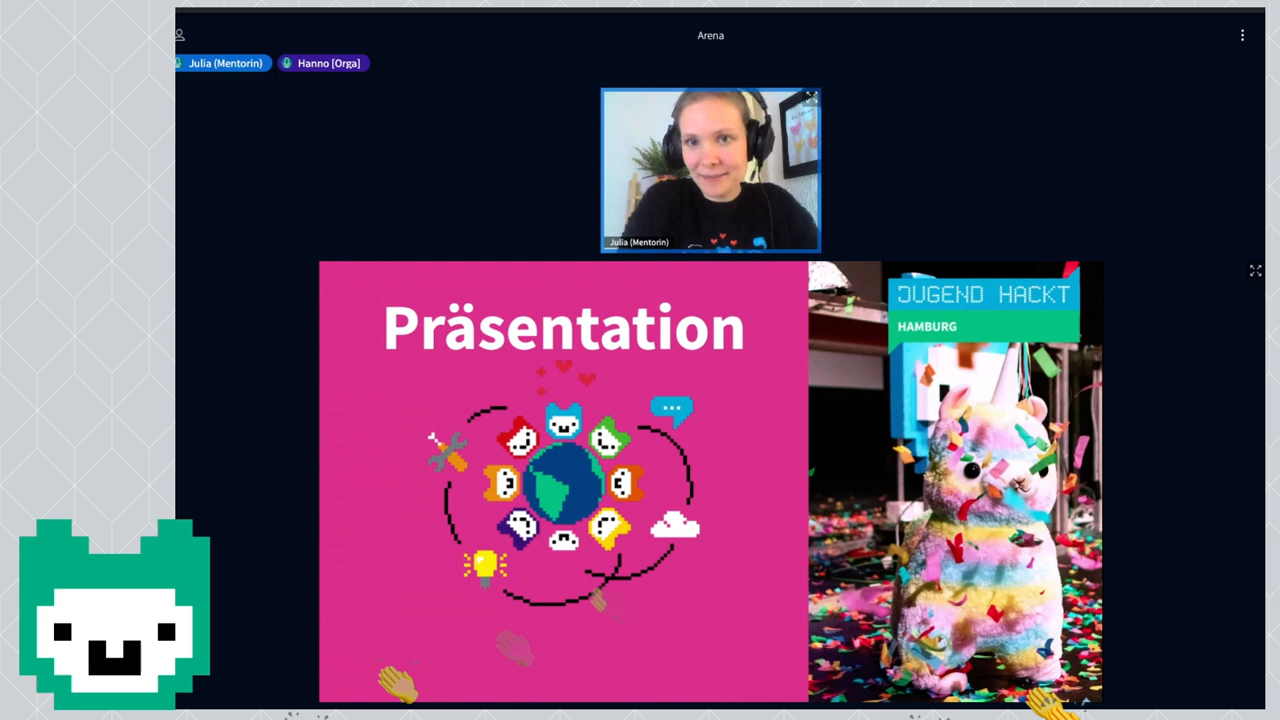 Arena
Julia (Mentorin)
Hanno [Orga]
Julia (Mentorin)
Präsentation
JUGEND HACKT
HAMBURG